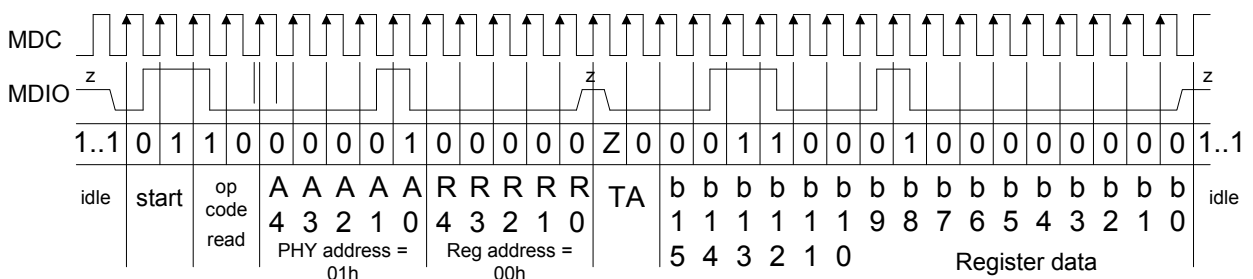 MDC
z z z
MDIO
1..1 0 1 1 0 0 0 0 0 1 0 0 0 0 0 Z 0 0 0 1 1 0 0 0 1 0 0 0 0 0 0 0 0 1..1
idle start op code read A A A A A R R R R R TA b b b b b b b b b b b b b b b b idle
4 3 2 1 0 4 3 2 1 0 1 1 1 1 1 1 9 8 7 6 5 4 3 2 1 0
PHY address = 01h Reg address = 00h 5 4 3 2 1 0 Register data